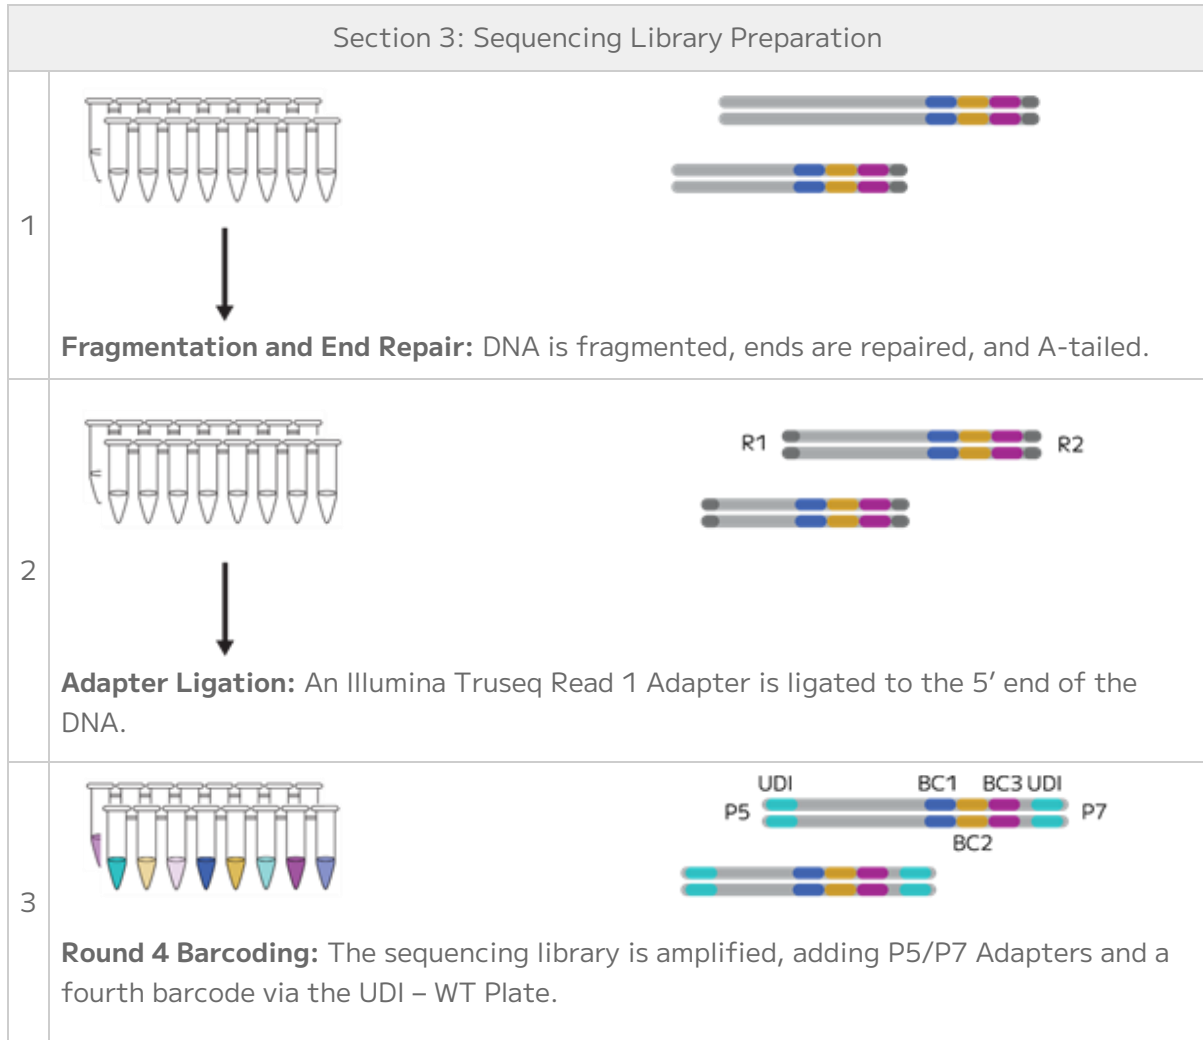 Section 3: Sequencing Library Preparation
1
Fragmentation and End Repair: DNA is fragmented, ends are repaired, and A-tailed.
R1
R2
2
Adapter Ligation: An Illumina Truseq Read 1 Adapter is ligated to the 5′ end of the
DNA.
UDI
BC1
BC3
UDI
P5
P7
BC2
3
Round 4 Barcoding: The sequencing library is amplified, adding P5/P7 Adapters and a
fourth barcode via the UDI – WT Plate.